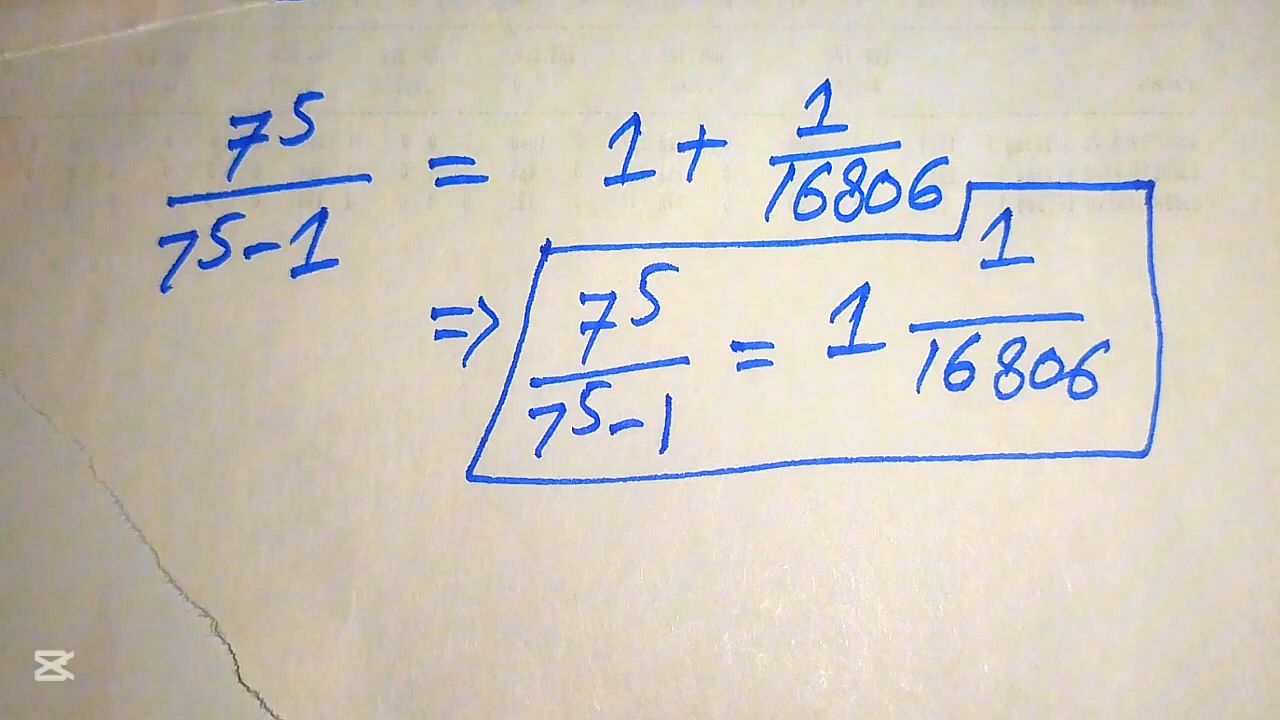 7^5/(7^5-1) = 1 + 1/16806
=> 7^5/(7^5-1) = 1 1/16806